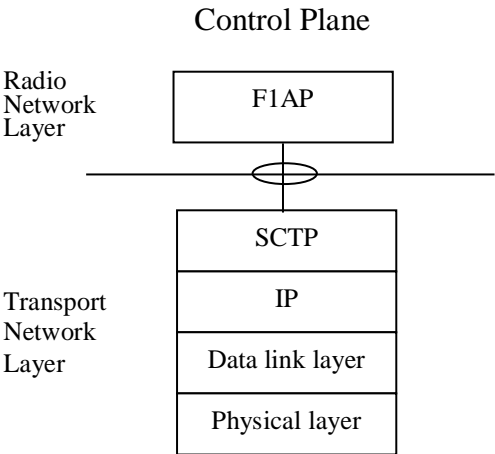 Control Plane
Radio
Network
Layer
F1AP
SCTP
Transport
Network
Layer
IP
Data link layer
Physical layer